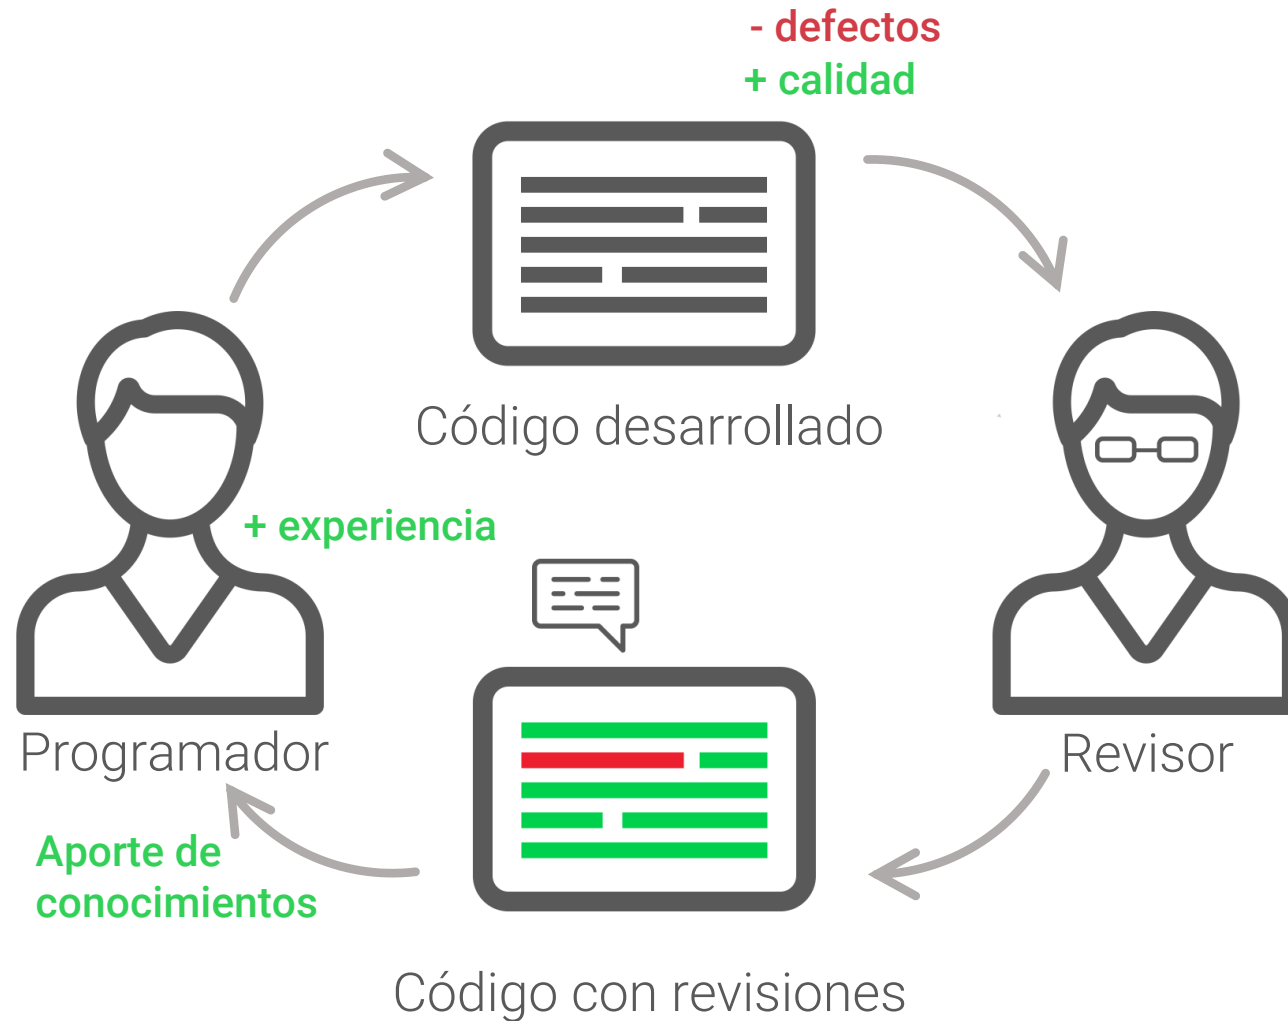 - defectos
+ calidad
Código desarrollado
+ experiencia
Programador
Revisor
Aporte de
conocimientos
Código con revisiones